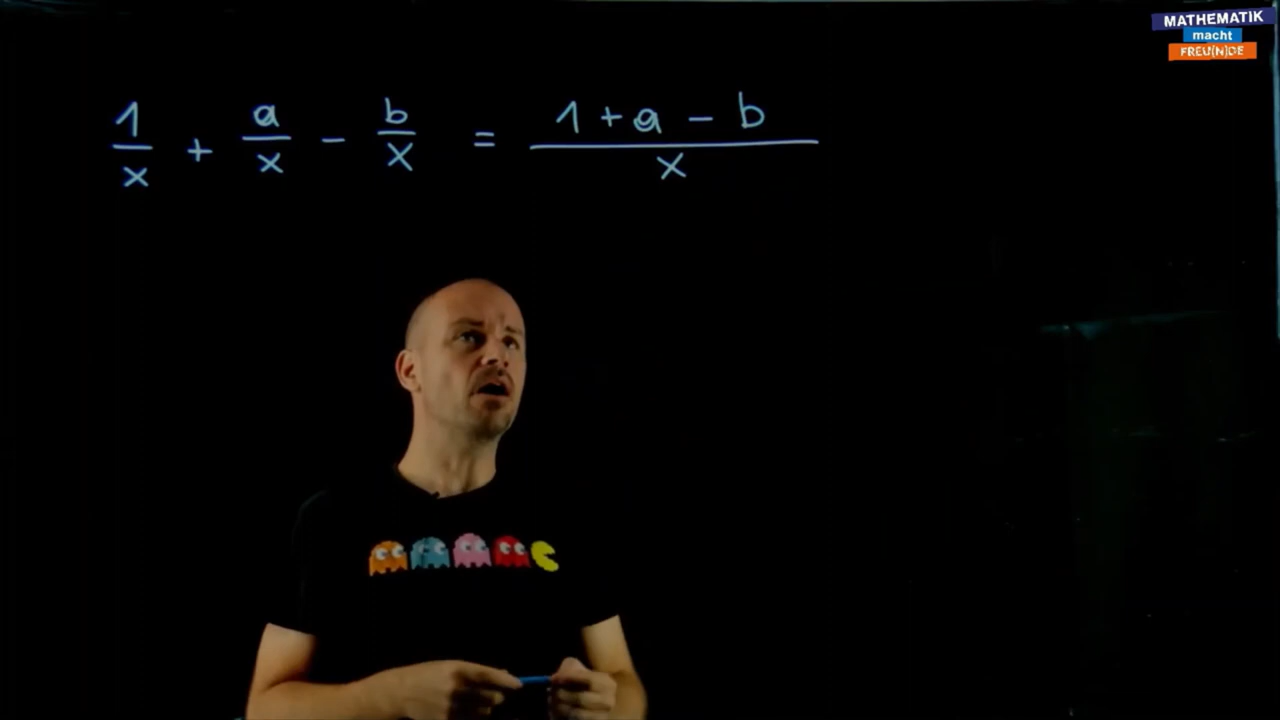 MATHEMATIK
macht
FREU(N)DE
1/x + a/x - b/x = (1 + a - b)/x